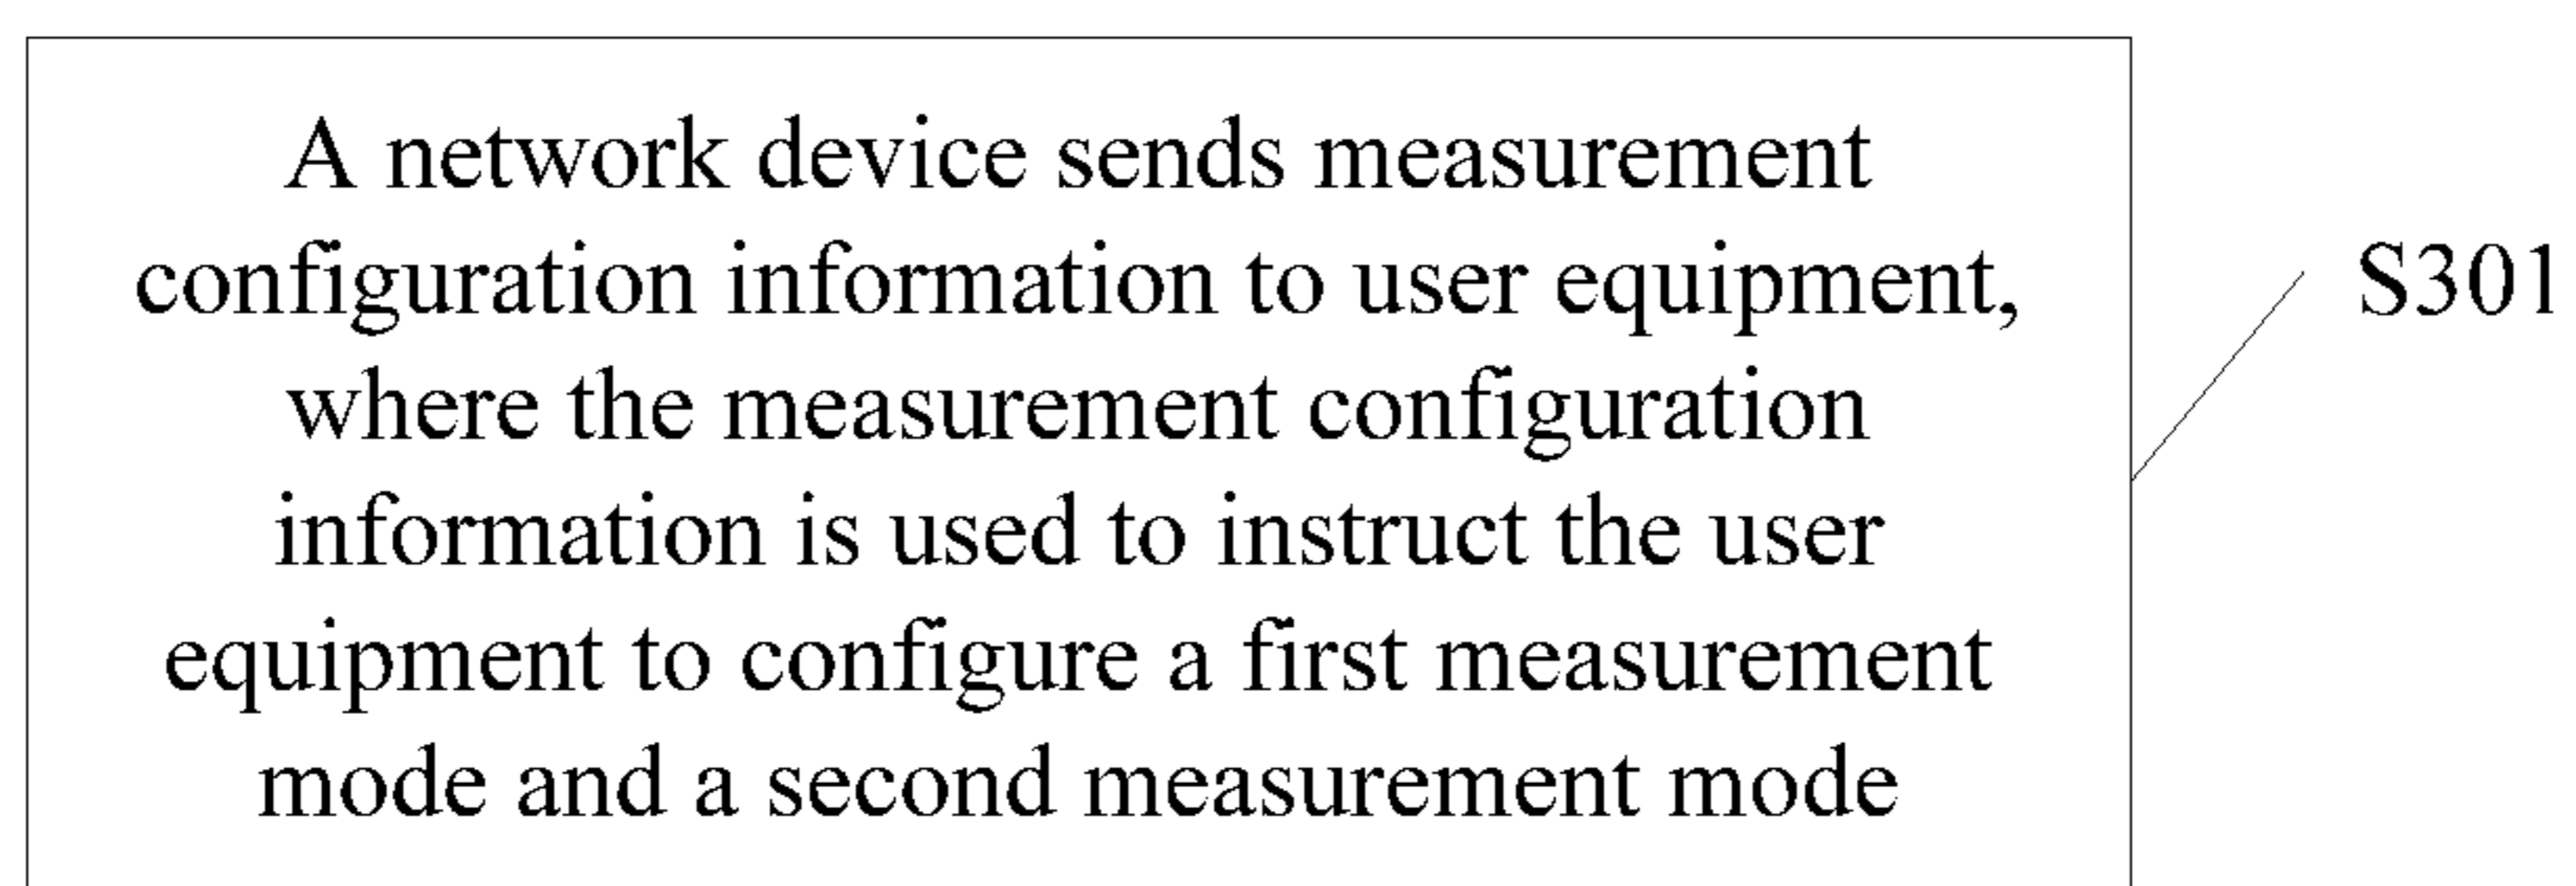 A network device sends measurement
configuration information to user equipment,
where the measurement configuration
information is used to instruct the user
equipment to configure a first measurement
mode and a second measurement mode
S301